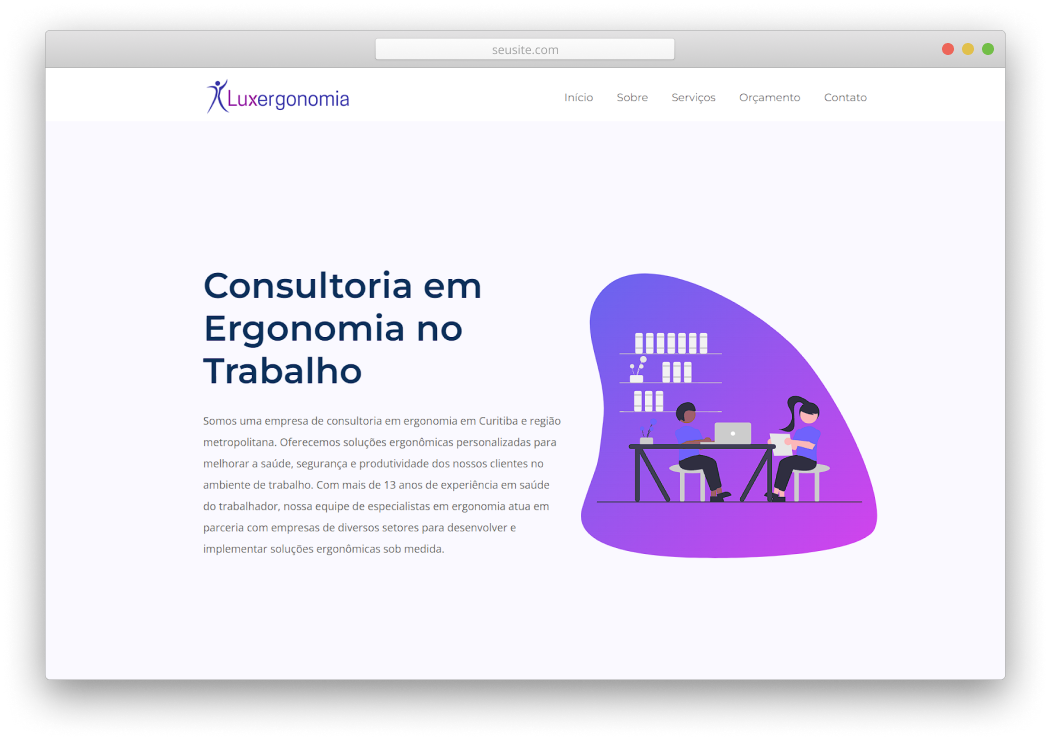 seusite.com
Luxergonomia
Início Sobre Serviços Orçamento Contato
Consultoria em
Ergonomia no
Trabalho
Somos uma empresa de consultoria em ergonomia em Curitiba e região
metropolitana. Oferecemos soluções ergonômicas personalizadas para
melhorar a saúde, segurança e produtividade dos nossos clientes no
ambiente de trabalho. Com mais de 13 anos de experiência em saúde
do trabalhador, nossa equipe de especialistas em ergonomia atua em
parceria com empresas de diversos setores para desenvolver e
implementar soluções ergonômicas sob medida.